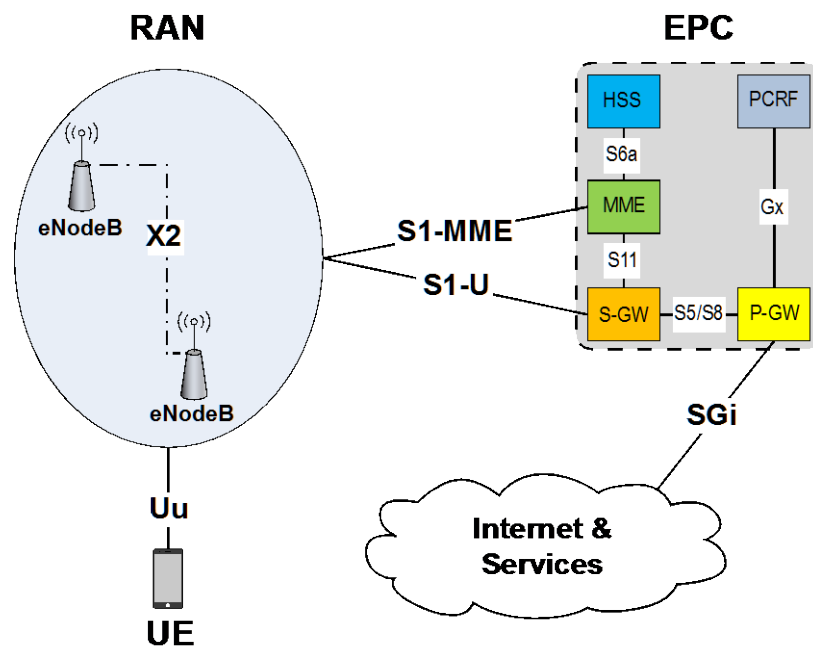 RAN
EPC
HSS
PCRF
S6a
eNodeB
X2
MME
S1-MME
Gx
S11
S1-U
S-GW
S5/S8
P-GW
eNodeB
SGi
Uu
Internet &
Services
UE